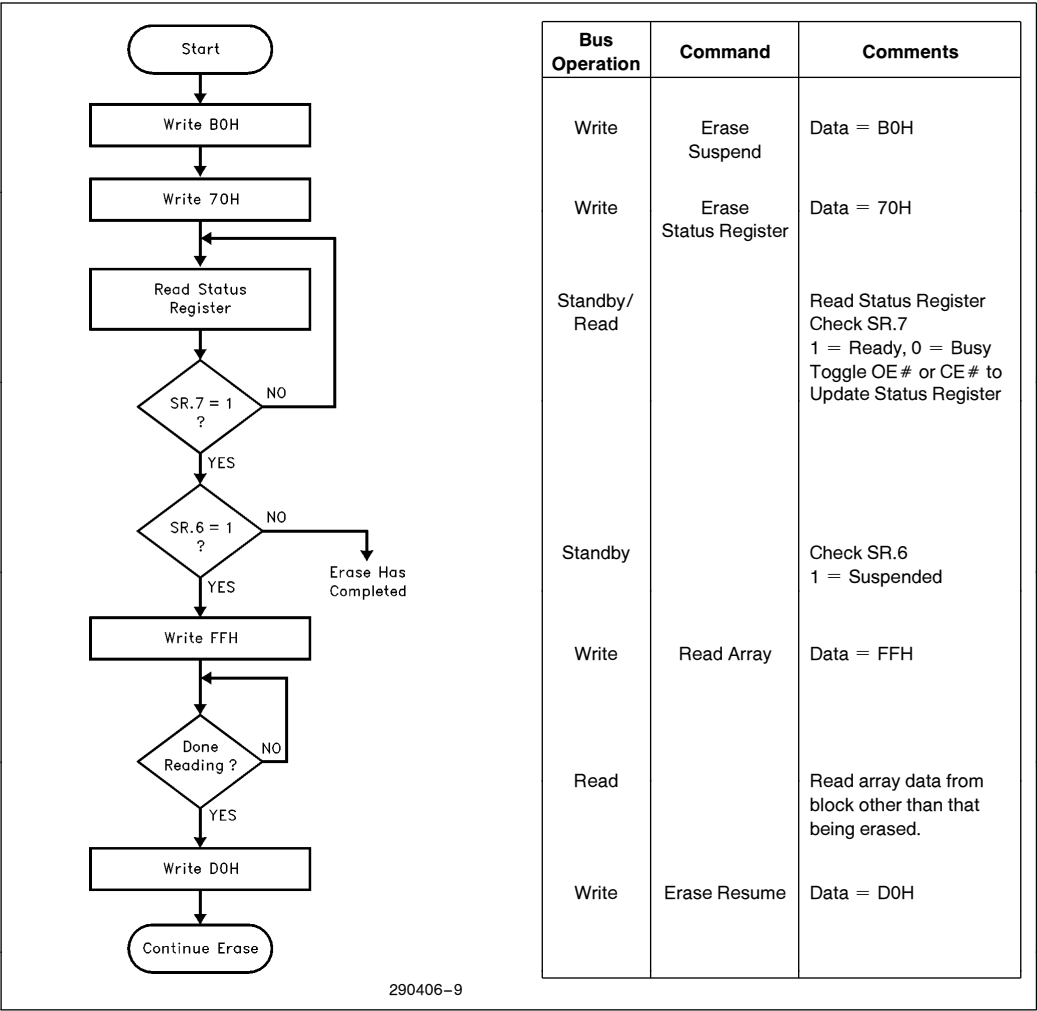 Start
Write B0H
Write 70H
Read Status
Register
SR.7 = 1
?
NO
YES
SR.6 = 1
?
NO
Erase Has
Completed
YES
Write FFH
Done
Reading ?
NO
YES
Write D0H
Continue Erase
290406–9
Bus
Operation
Command
Comments
Write
Erase
Suspend
Data = B0H
Write
Erase
Status Register
Data = 70H
Standby/
Read
Read Status Register
Check SR.7
1 = Ready, 0 = Busy
Toggle OE# or CE# to
Update Status Register
Standby
Check SR.6
1 = Suspended
Write
Read Array
Data = FFH
Read
Read array data from
block other than that
being erased.
Write
Erase Resume
Data = D0H